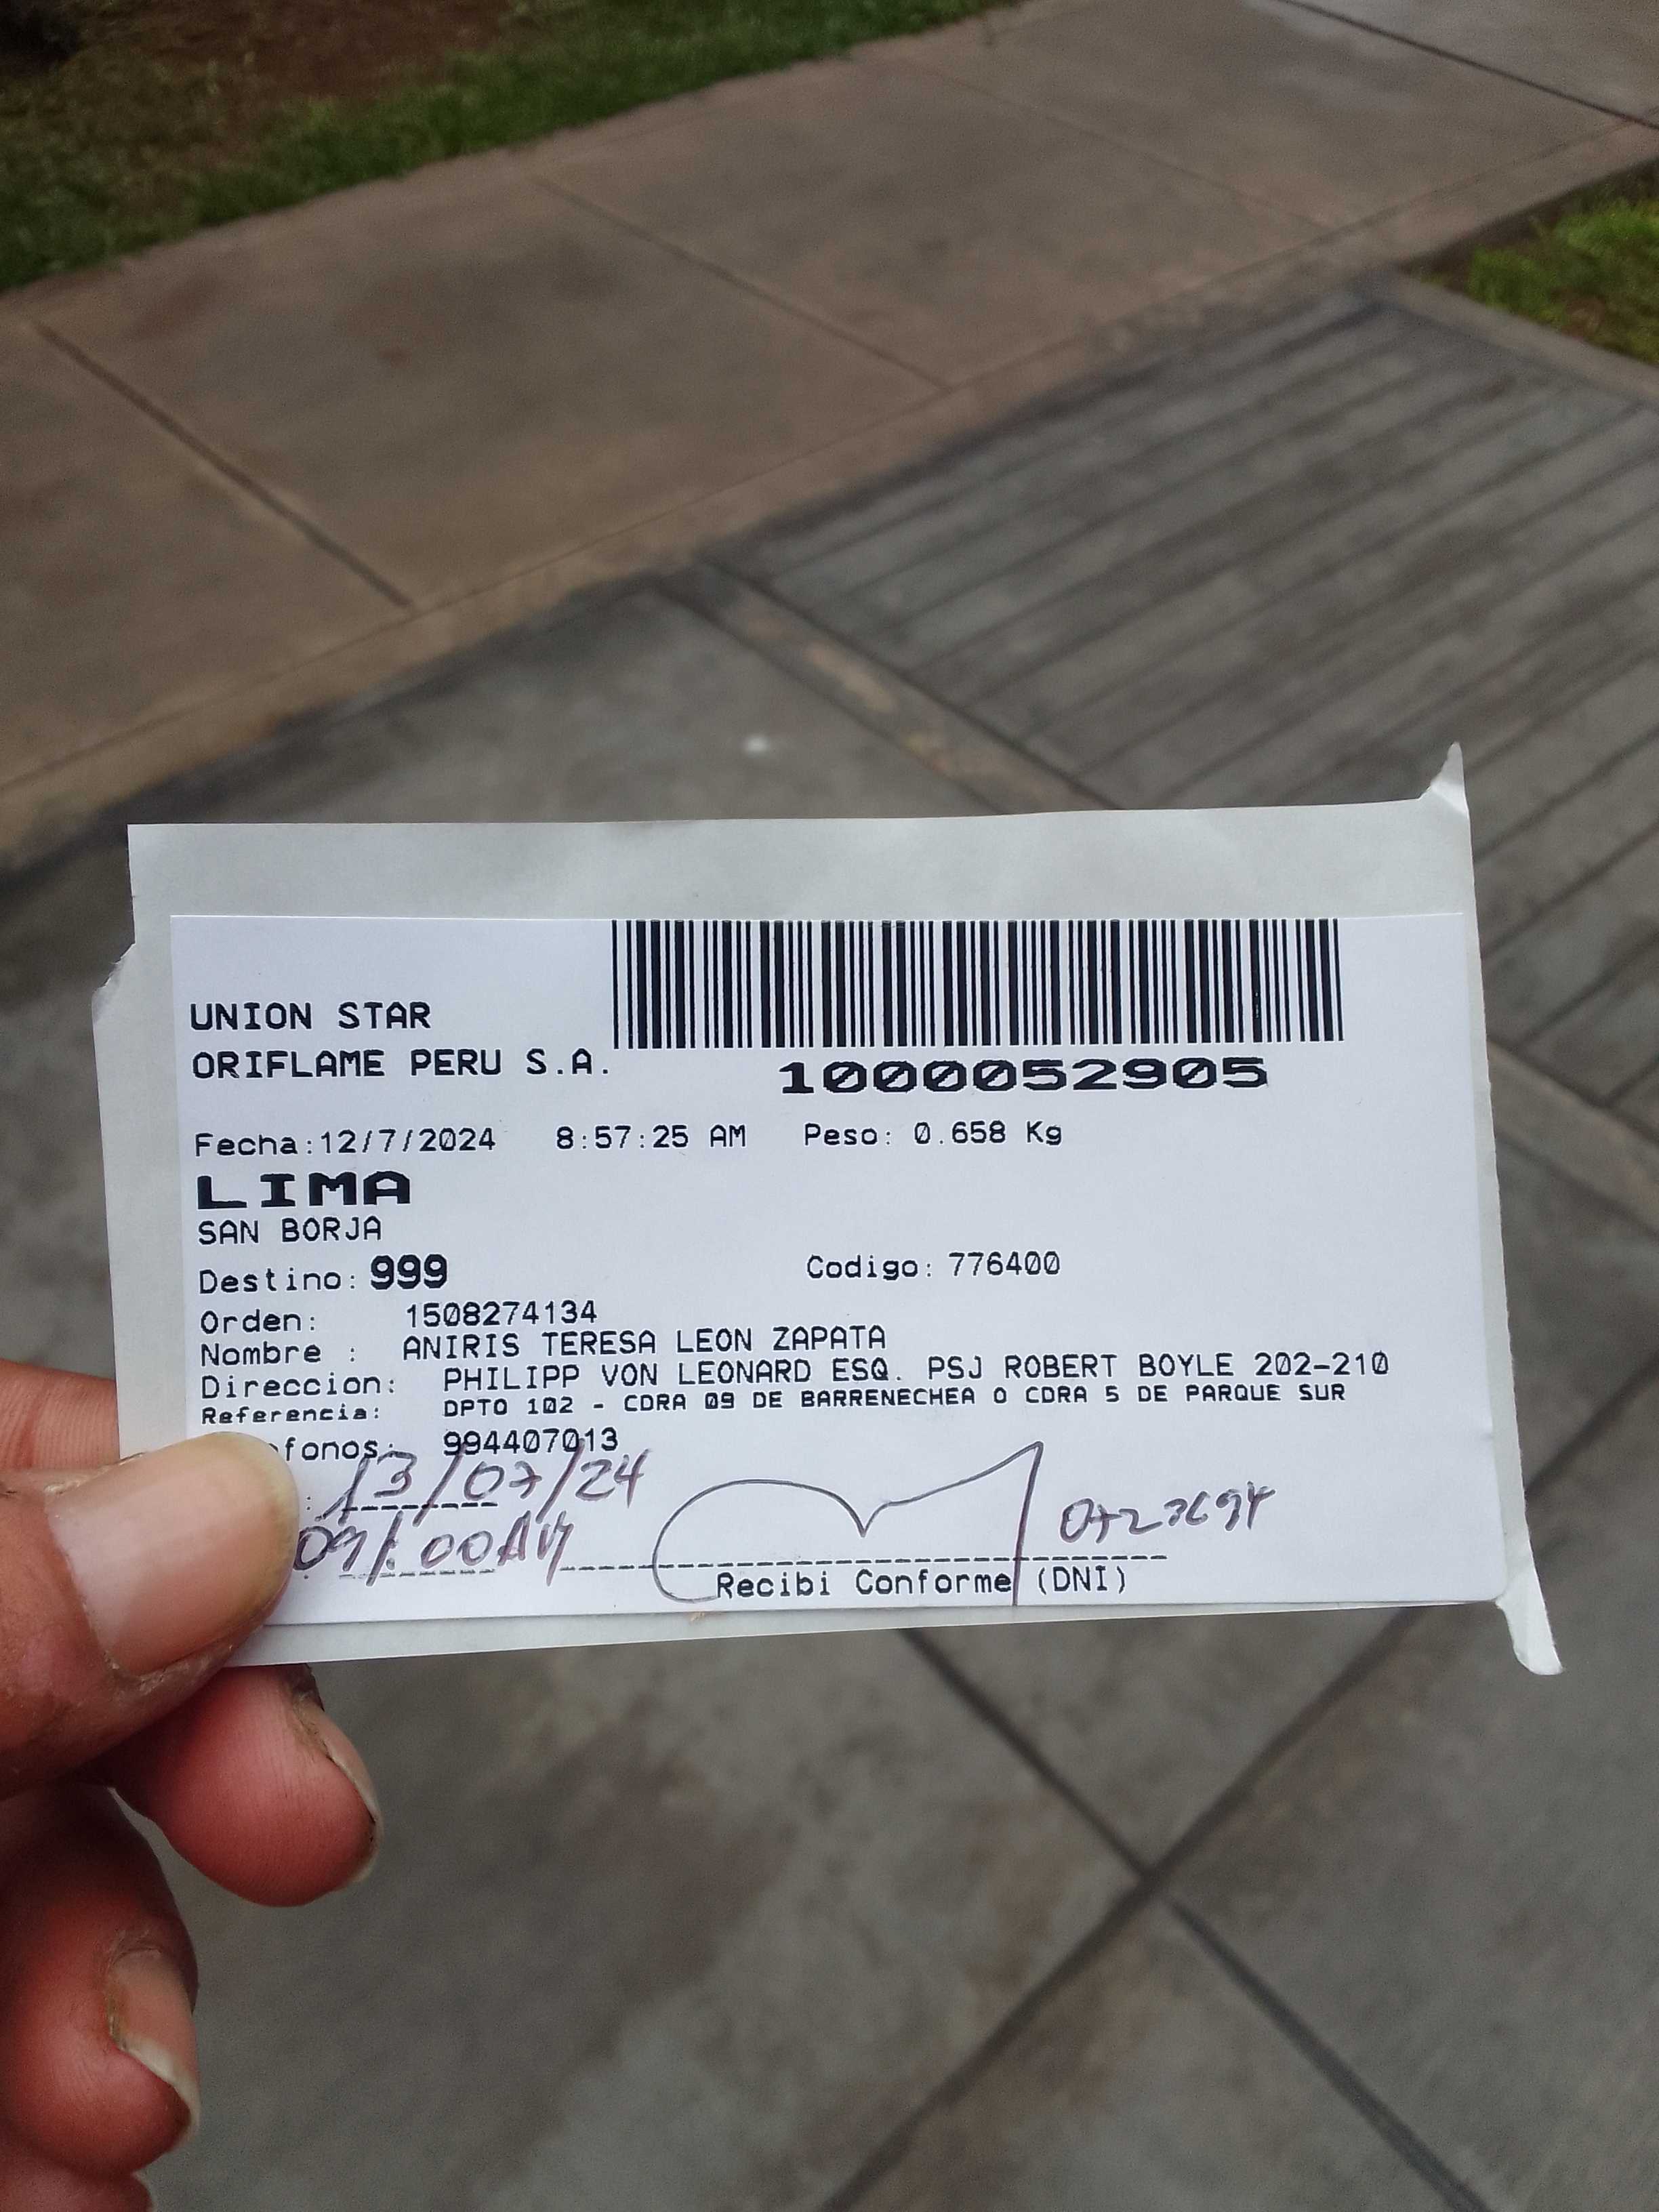 UNION STAR
ORIFLAME PERU S.A.
1000052905
Fecha:12/7/2024 8:57:25 AM Peso: 0.658 Kg
LIMA
SAN BORJA
Destino: 999 Codigo: 776400
Orden: 1508274134
Nombre : ANIRIS TERESA LEON ZAPATA
Direccion: PHILIPP VON LEONARD ESQ. PSJ ROBERT BOYLE 202-210
Referencia: DPTO 102 - CDRA 09 DE BARRENECHEA O CDRA 5 DE PARQUE SUR
fonos: 994407013
: 13/07/24
09:00AM
Recibi Conforme (DNI)